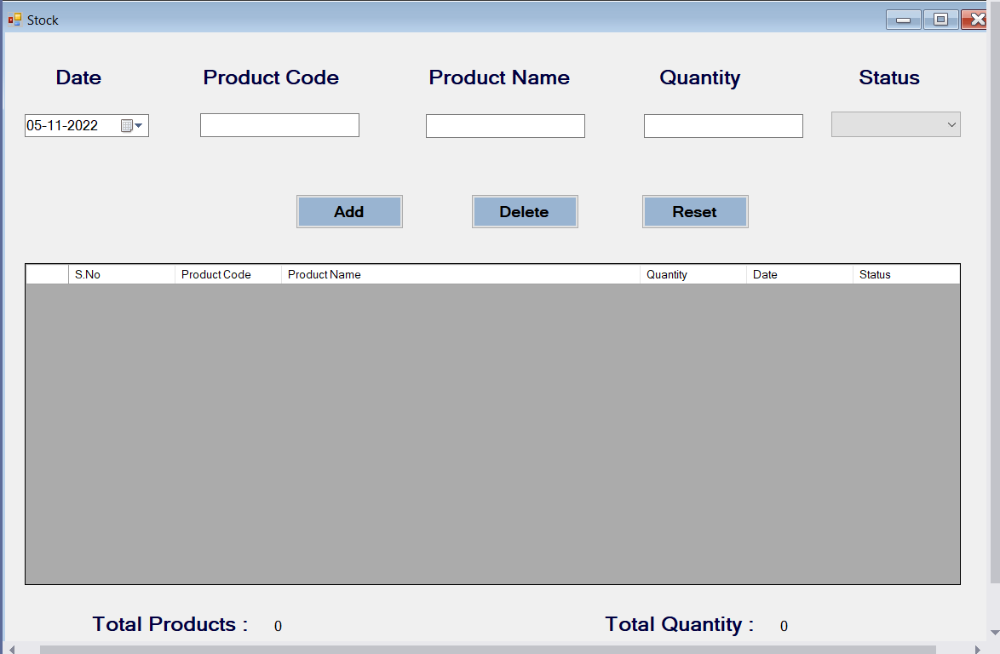 Stock
Date Product Code Product Name Quantity Status
05-11-2022
Add Delete Reset
S.No Product Code Product Name Quantity Date Status
Total Products : 0 Total Quantity : 0